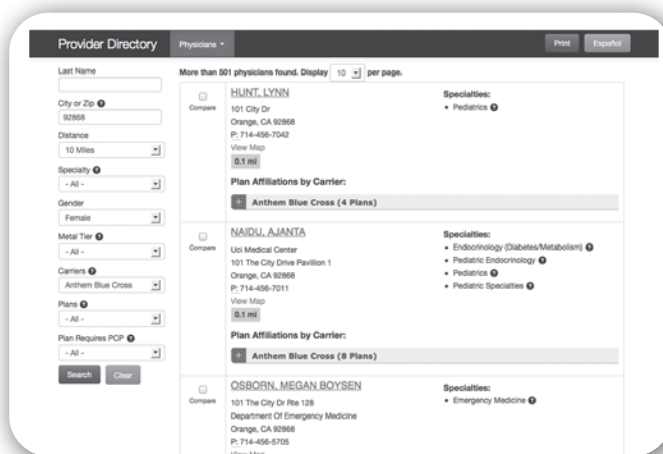 Provider Directory
Physicians
Print
Español
Last Name
City or Zip
92868
Distance
10 Miles
Specialty
- All -
Gender
Female
Metal Tier
- All -
Carriers
Anthem Blue Cross
Plans
- All -
Plan Requires PCP
- All -
Search
Clear
More than 501 physicians found. Display 10 per page.
Compare
HUNT, LYNN
101 City Dr
Orange, CA 92868
P: 714-456-7042
View Map
0.1 mi
Specialties:
• Pediatrics
Plan Affiliations by Carrier:
+ Anthem Blue Cross (4 Plans)
Compare
NAIDU, AJANTA
Uci Medical Center
101 The City Drive Pavillion 1
Orange, CA 92868
P: 714-456-7011
View Map
0.1 mi
Specialties:
• Endocrinology (Diabetes/Metabolism)
• Pediatric Endocrinology
• Pediatrics
• Pediatric Specialties
Plan Affiliations by Carrier:
+ Anthem Blue Cross (8 Plans)
Compare
OSBORN, MEGAN BOYSEN
101 The City Dr Rte 128
Department Of Emergency Medicine
Orange, CA 92868
P: 714-456-5705
View Map
Specialties:
• Emergency Medicine